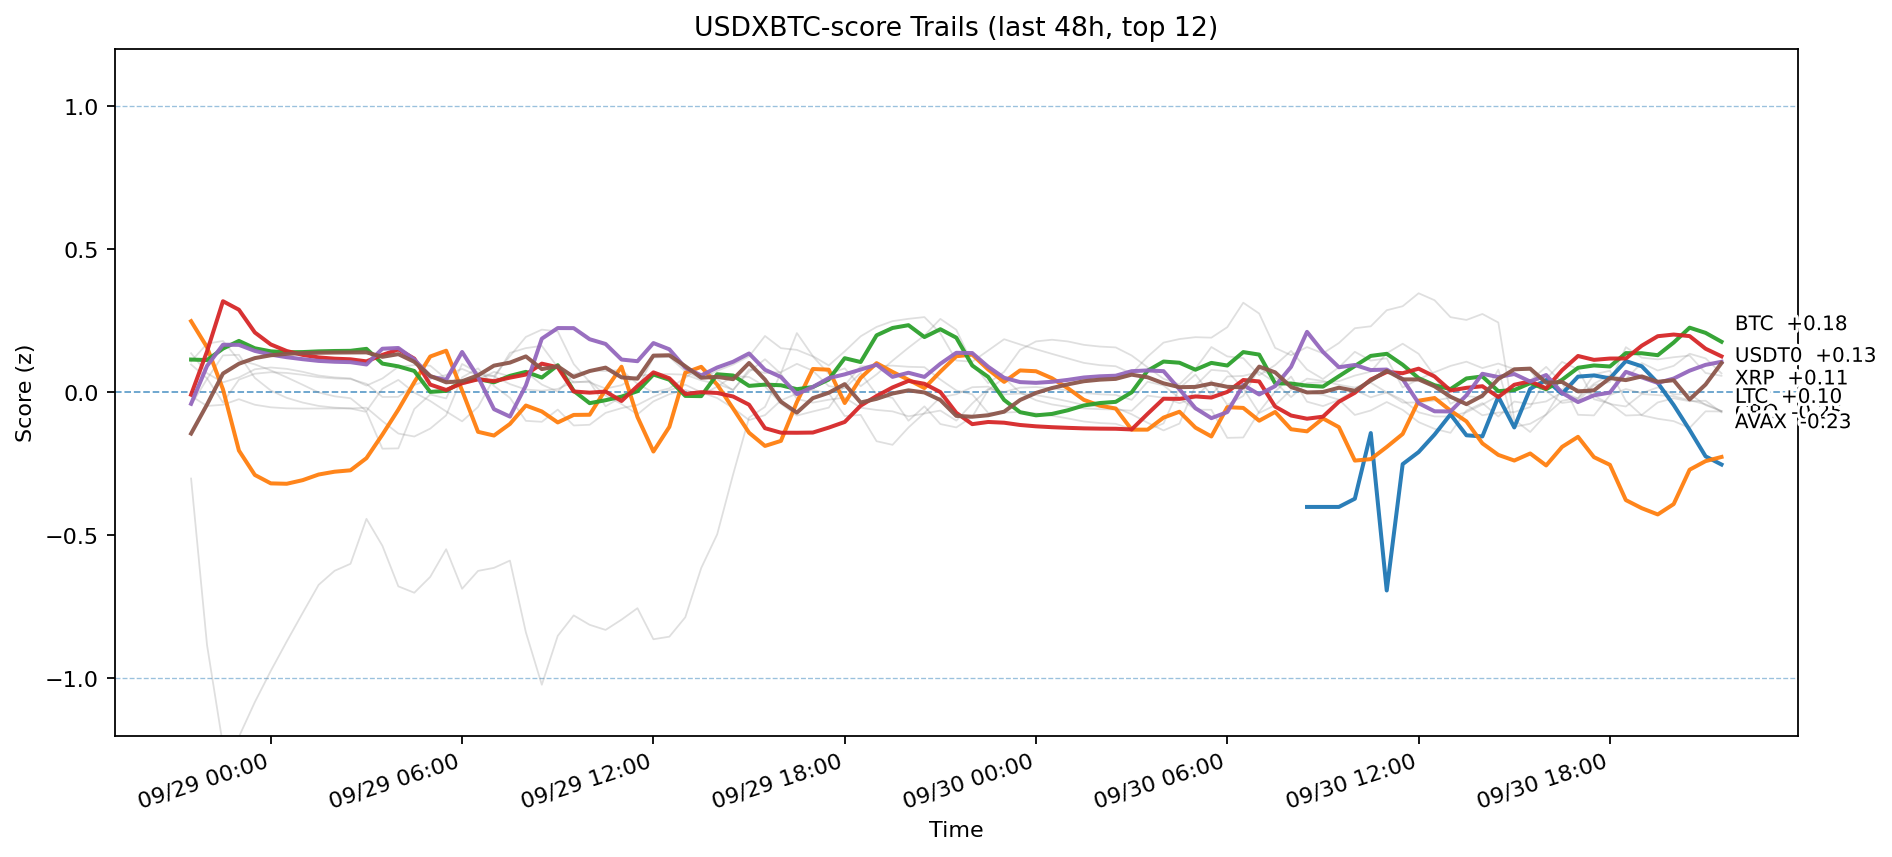 USDXBTC-score Trails (last 48h, top 12)
Score (z)
1.0
0.5
0.0
−0.5
−1.0
BTC +0.18
USDT0 +0.13
XRP +0.11
LTC +0.10
AVAX -0.23
09/29 00:00
09/29 06:00
09/29 12:00
09/29 18:00
09/30 00:00
09/30 06:00
09/30 12:00
09/30 18:00
Time